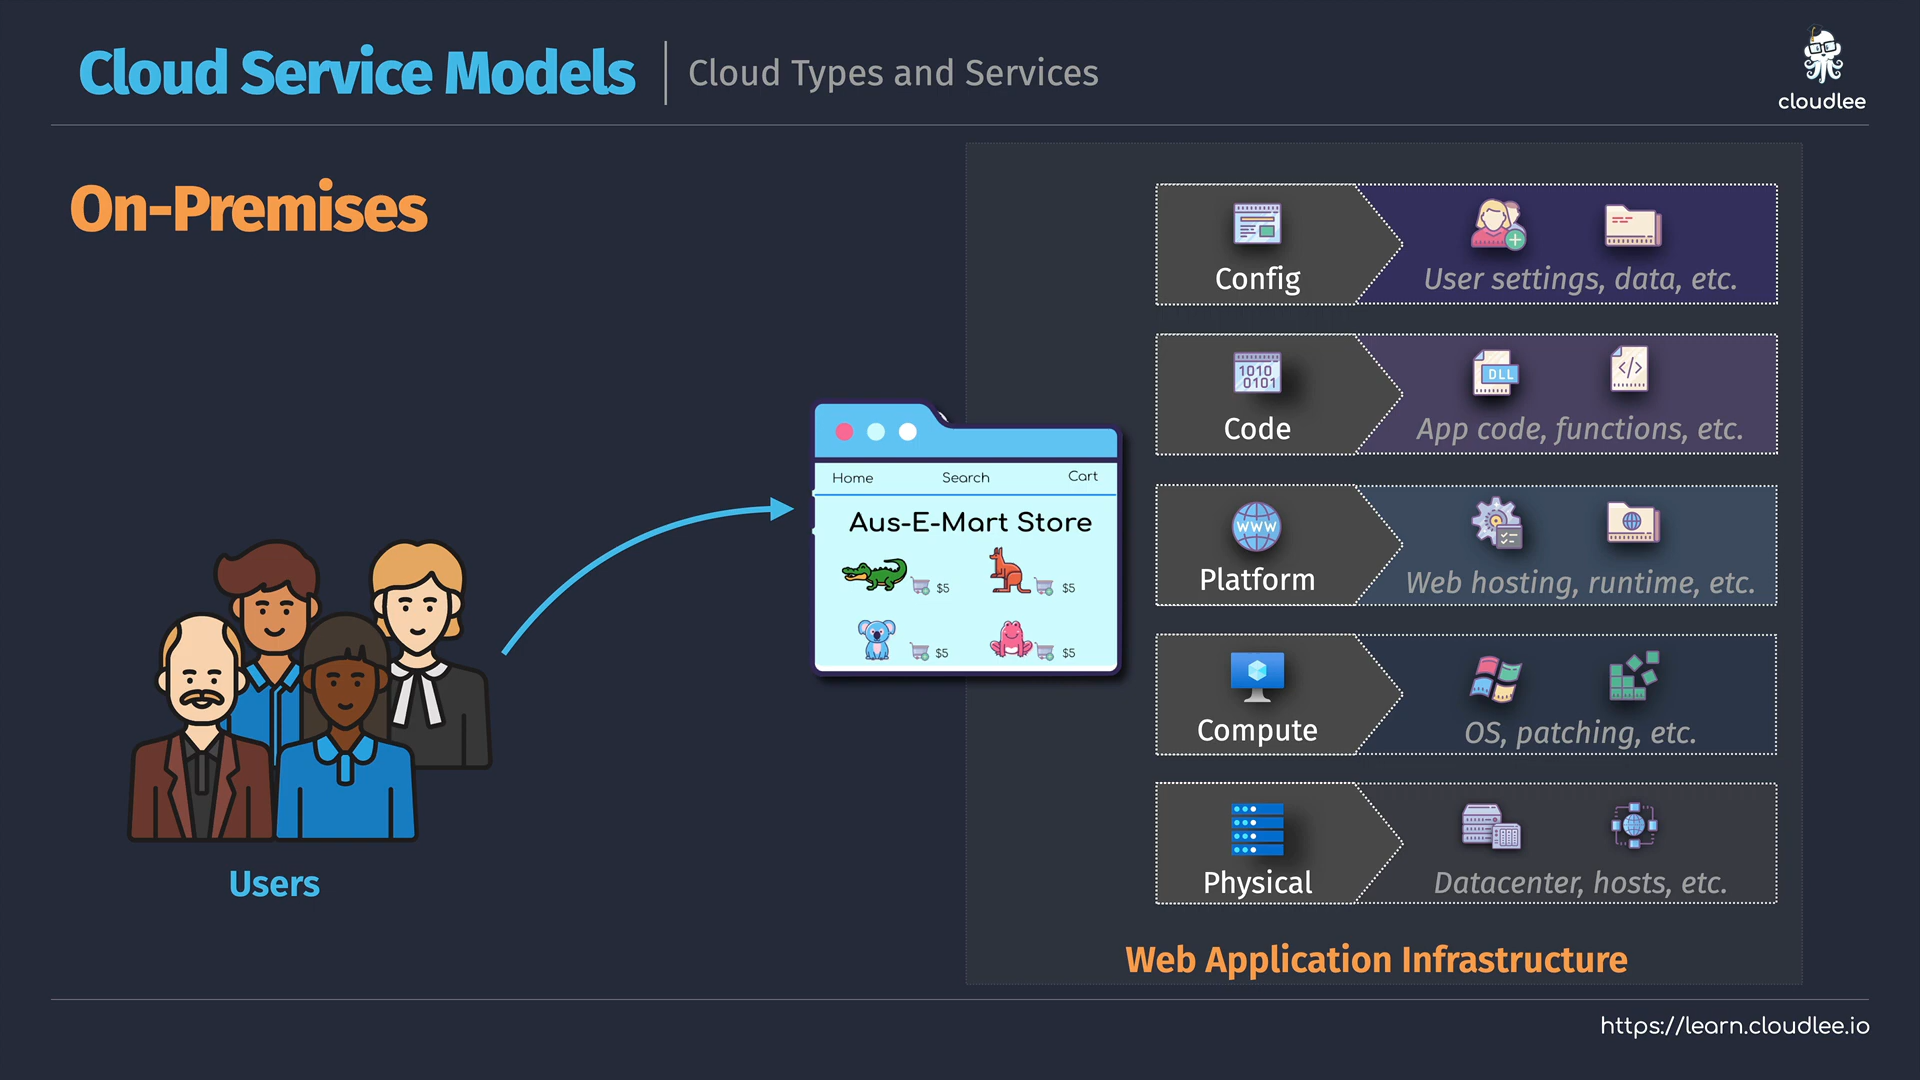 Cloud Service Models
Cloud Types and Services
cloudlee
On-Premises
Config
User settings, data, etc.
1010
0101
Code
DLL
</>
App code, functions, etc.
Home
Search
Cart
Aus-E-Mart Store
$5
$5
$5
$5
WWW
Platform
Web hosting, runtime, etc.
Compute
OS, patching, etc.
Physical
Datacenter, hosts, etc.
Users
Web Application Infrastructure
https://learn.cloudlee.io